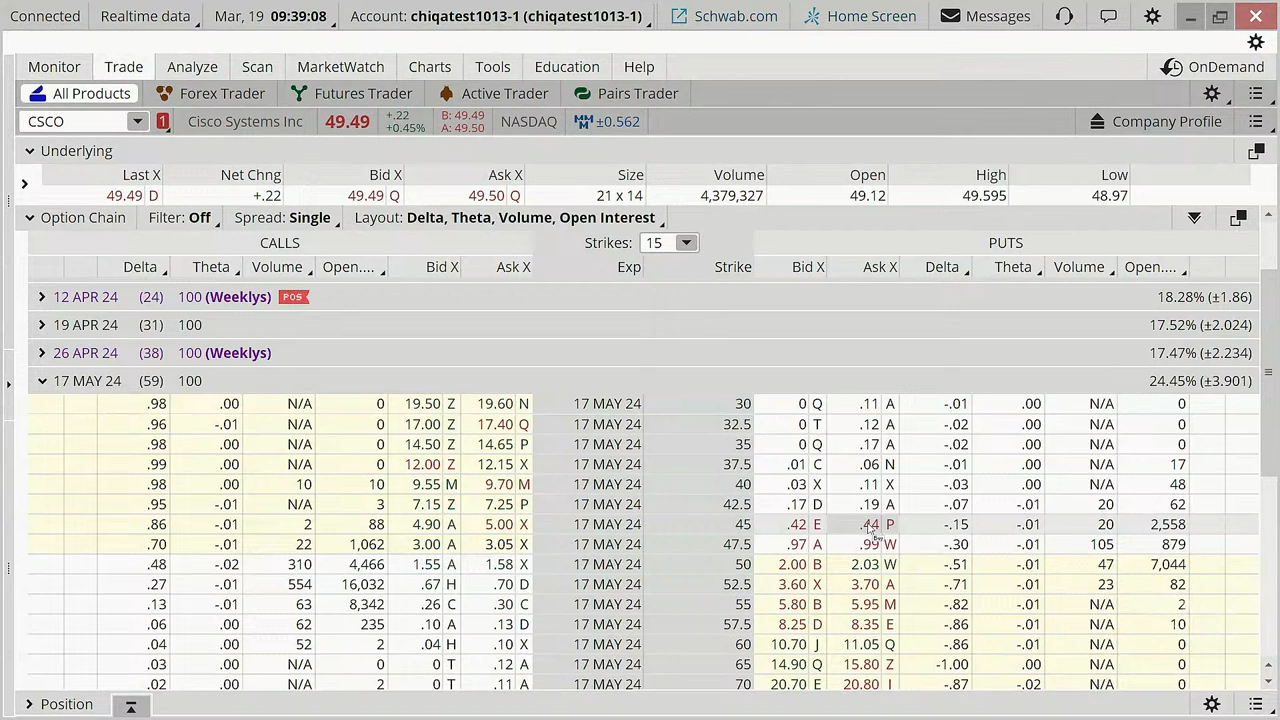 Connected Realtime data Mar, 19 09:39:08 Account: chiqatest1013-1 (chiqatest1013-1) Schwab.com Home Screen Messages
Monitor Trade Analyze Scan MarketWatch Charts Tools Education Help OnDemand
All Products Forex Trader Futures Trader Active Trader Pairs Trader
CSCO 1 Cisco Systems Inc 49.49 +.22 +0.45% B: 49.49 A: 49.50 NASDAQ MMM ±0.562 Company Profile
Underlying
Last X Net Chng Bid X Ask X Size Volume Open High Low
49.49 D +.22 49.49 Q 49.50 Q 21 x 14 4,379,327 49.12 49.595 48.97
Option Chain Filter: Off Spread: Single Layout: Delta, Theta, Volume, Open Interest
CALLS Strikes: 15 PUTS
Delta Theta Volume Open.... Bid X Ask X Exp Strike Bid X Ask X Delta Theta Volume Open....
12 APR 24 (24) 100 (Weeklys) POS 18.28% (±1.86)
19 APR 24 (31) 100 17.52% (±2.024)
26 APR 24 (38) 100 (Weeklys) 17.47% (±2.234)
17 MAY 24 (59) 100 24.45% (±3.901)
.98 .00 N/A 0 19.50 Z 19.60 N 17 MAY 24 30 0 Q .11 A -.01 .00 N/A 0
.96 -.01 N/A 0 17.00 Z 17.40 Q 17 MAY 24 32.5 0 T .12 A -.02 .00 N/A 0
.98 .00 N/A 0 14.50 Z 14.65 P 17 MAY 24 35 0 Q .17 A -.02 .00 N/A 0
.99 .00 N/A 0 12.00 Z 12.15 X 17 MAY 24 37.5 .01 C .06 N -.01 .00 N/A 17
.98 .00 10 10 9.55 M 9.70 M 17 MAY 24 40 .03 X .11 X -.03 .00 N/A 48
.95 -.01 N/A 3 7.15 Z 7.25 P 17 MAY 24 42.5 .17 D .19 A -.07 -.01 20 62
.86 -.01 2 88 4.90 A 5.00 X 17 MAY 24 45 .42 E .44 P -.15 -.01 20 2,558
.70 -.01 22 1,062 3.00 A 3.05 X 17 MAY 24 47.5 .97 A .99 W -.30 -.01 105 879
.48 -.02 310 4,466 1.55 A 1.58 X 17 MAY 24 50 2.00 B 2.03 W -.51 -.01 47 7,044
.27 -.01 554 16,032 .67 H .70 D 17 MAY 24 52.5 3.60 X 3.70 A -.71 -.01 23 82
.13 -.01 63 8,342 .26 C .30 C 17 MAY 24 55 5.80 B 5.95 M -.82 -.01 N/A 2
.06 .00 62 235 .10 A .13 D 17 MAY 24 57.5 8.25 D 8.35 E -.86 -.01 N/A 10
.04 .00 52 2 .04 H .10 X 17 MAY 24 60 10.70 J 11.05 Q -.86 -.01 N/A 0
.03 .00 N/A 0 0 T .12 A 17 MAY 24 65 14.90 Q 15.80 Z -1.00 .00 N/A 0
.02 .00 N/A 2 0 T .11 A 17 MAY 24 70 20.70 E 20.80 I -.87 -.02 N/A 0
Position